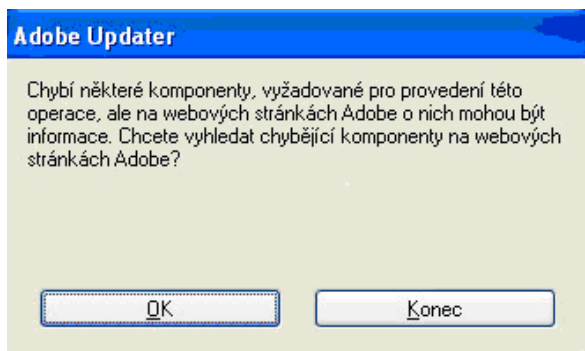 Adobe Updater
Chybí některé komponenty, vyžadované pro provedení této
operace, ale na webových stránkách Adobe o nich mohou být
informace. Chcete vyhledat chybějící komponenty na webových
stránkách Adobe?
OK
Konec